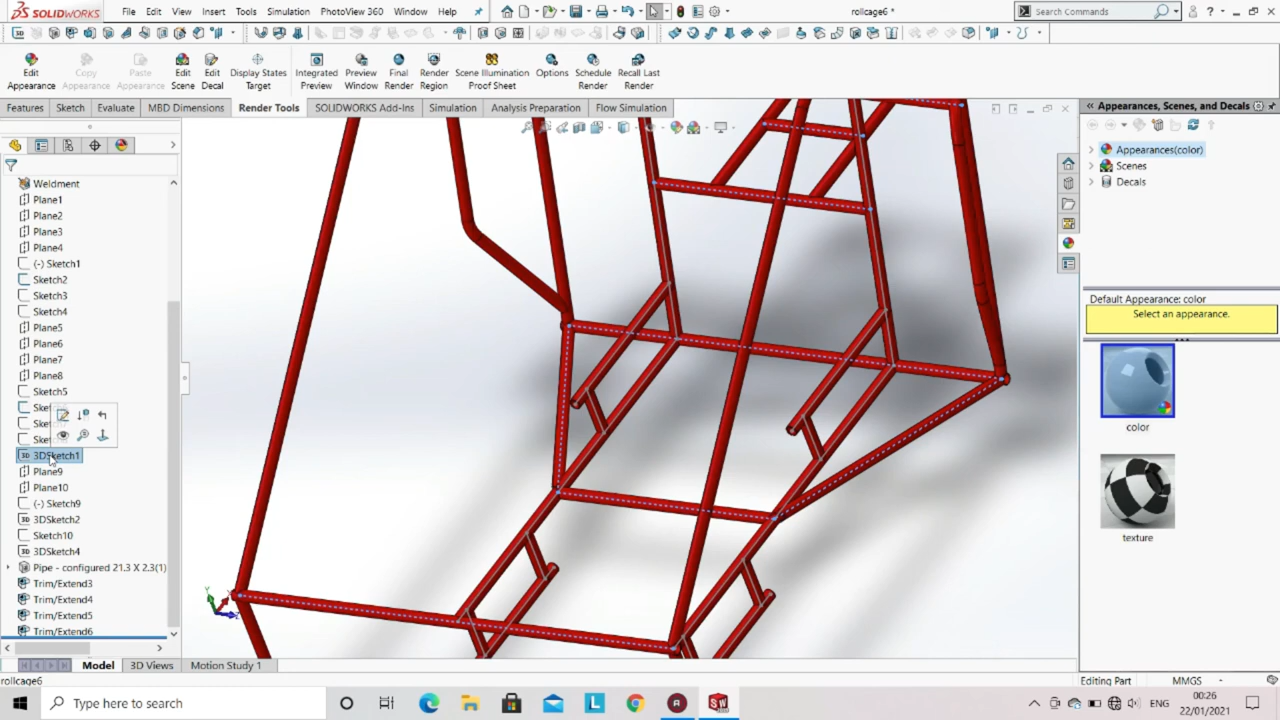 SOLIDWORKS File Edit View Insert Tools Simulation PhotoView 360 Window Help rollcage6 * Search Commands
Edit Appearance
Copy Appearance
Paste Appearance
Edit Scene
Edit Decal
Display States Target
Integrated Preview
Preview Window
Final Render
Render Region
Scene Illumination Proof Sheet
Options
Schedule Render
Recall Last Render
Features Sketch Evaluate MBD Dimensions Render Tools SOLIDWORKS Add-Ins Simulation Analysis Preparation Flow Simulation
Appearances, Scenes, and Decals
Appearances(color)
Scenes
Decals
Weldment
Plane1
Plane2
Plane3
Plane4
(-) Sketch1
Sketch2
Sketch3
Sketch4
Plane5
Plane6
Plane7
Plane8
Sketch5
3DSketch1
Plane9
Plane10
(-) Sketch9
3DSketch2
Sketch10
3DSketch4
Pipe - configured 21.3 X 2.3(1)
Trim/Extend3
Trim/Extend4
Trim/Extend5
Trim/Extend6
Default Appearance: color
Select an appearance.
color
texture
Model 3D Views Motion Study 1
rollcage6 Editing Part MMGS
Type here to search
ENG
00:26
22/01/2021